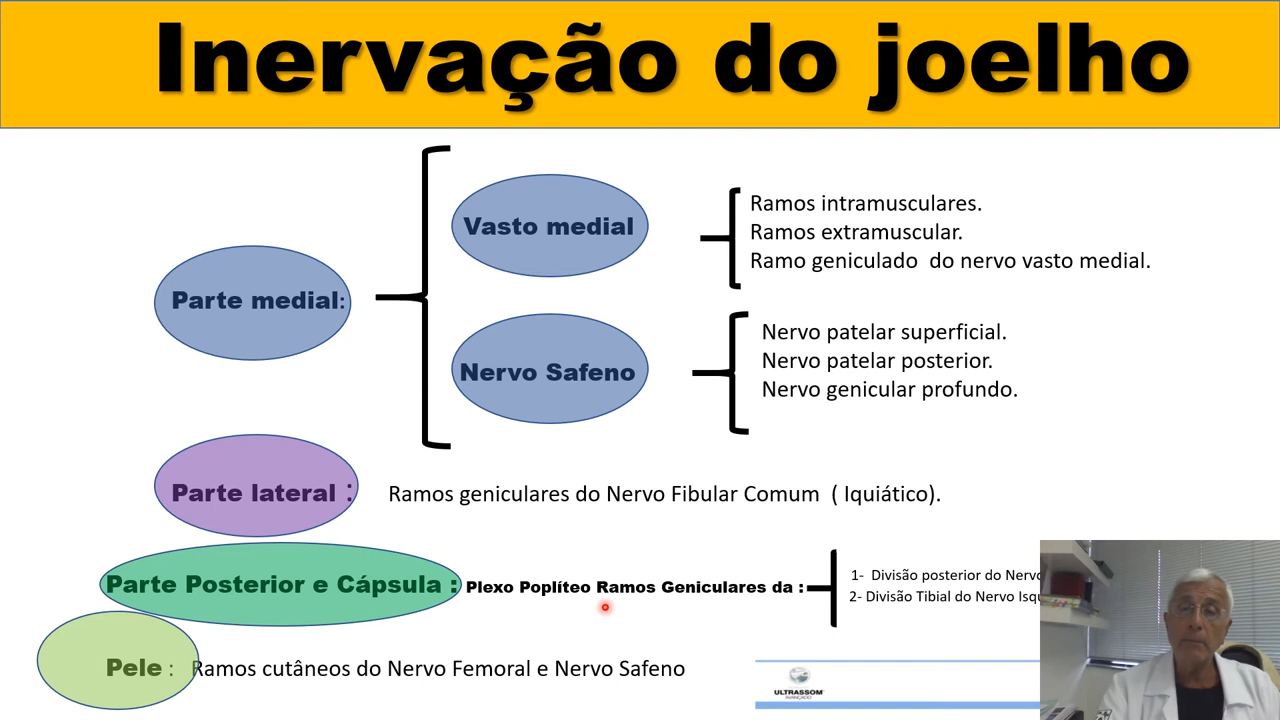 Inervação do joelho
Vasto medial
Ramos intramusculares.
Ramos extramuscular.
Ramo geniculado do nervo vasto medial.
Parte medial:
Nervo Safeno
Nervo patelar superficial.
Nervo patelar posterior.
Nervo genicular profundo.
Parte lateral :
Ramos geniculares do Nervo Fibular Comum ( Iquiático).
Parte Posterior e Cápsula :
Plexo Poplíteo Ramos Geniculares da :
1- Divisão posterior do Nervo
2- Divisão Tibial do Nervo
Pele :
Ramos cutâneos do Nervo Femoral e Nervo Safeno
ULTRASSOM
AVANÇADO